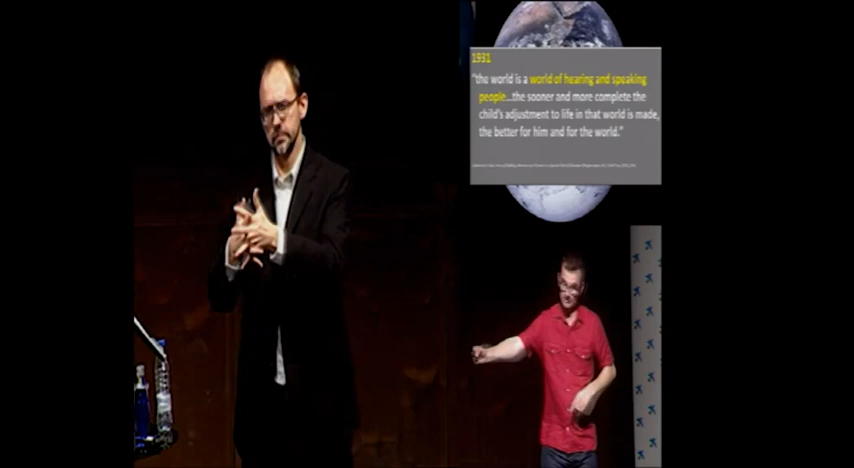 1931
"the world is a world of hearing and speaking
people...the sooner and more complete the
child's adjustment to life in that world is made,
the better for him and for the world."